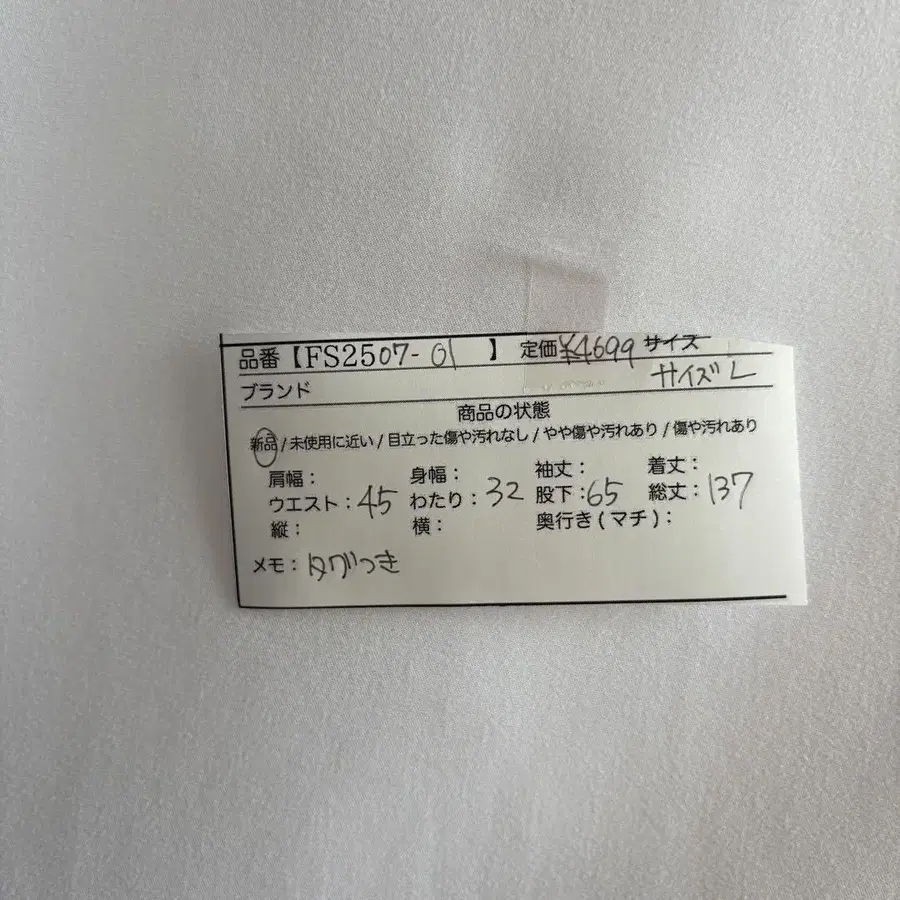 品番【FS2507-01 】 定価¥4699 サイズ
ブランド サイズ L
商品の状態
新品/未使用に近い/目立った傷や汚れなし/やや傷や汚れあり/傷や汚れあり
肩幅: 身幅: 袖丈: 着丈:
ウエスト:45 わたり:32 股下:65 総丈:137
縦: 横: 奥行き(マチ):
メモ:タグつき